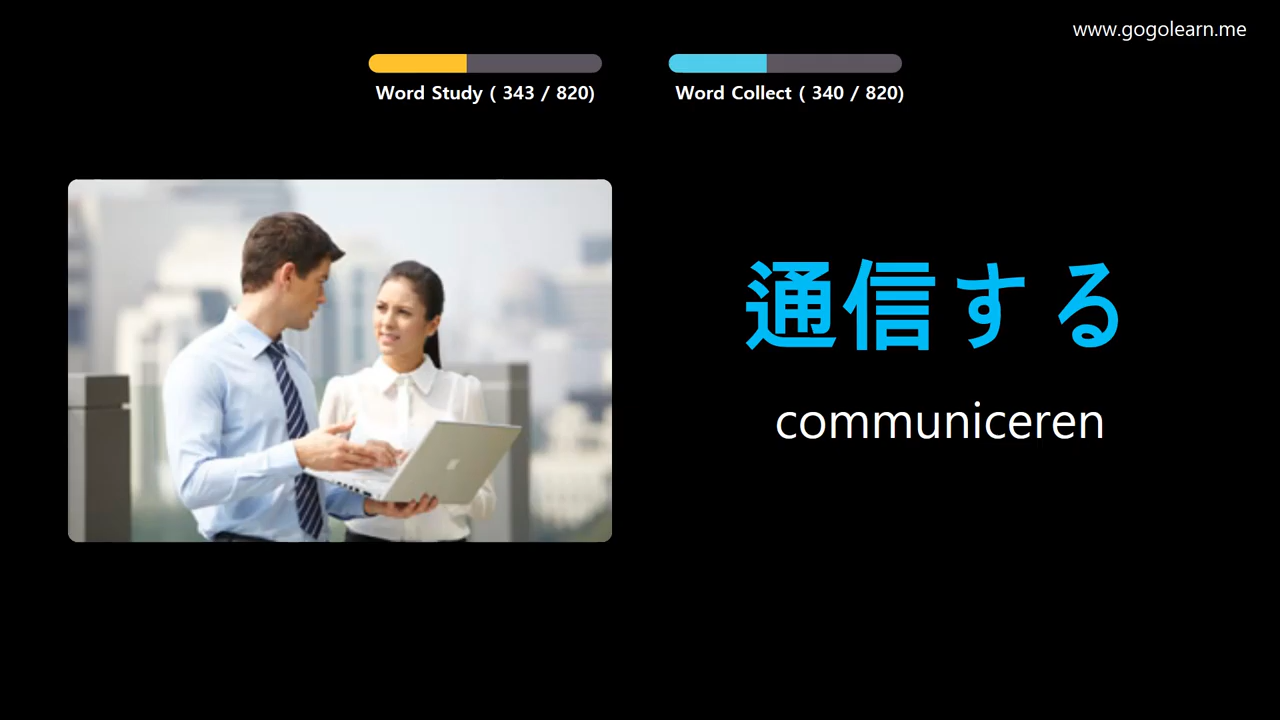 www.gogolearn.me
Word Study ( 343 / 820)
Word Collect ( 340 / 820)
通信する
communiceren